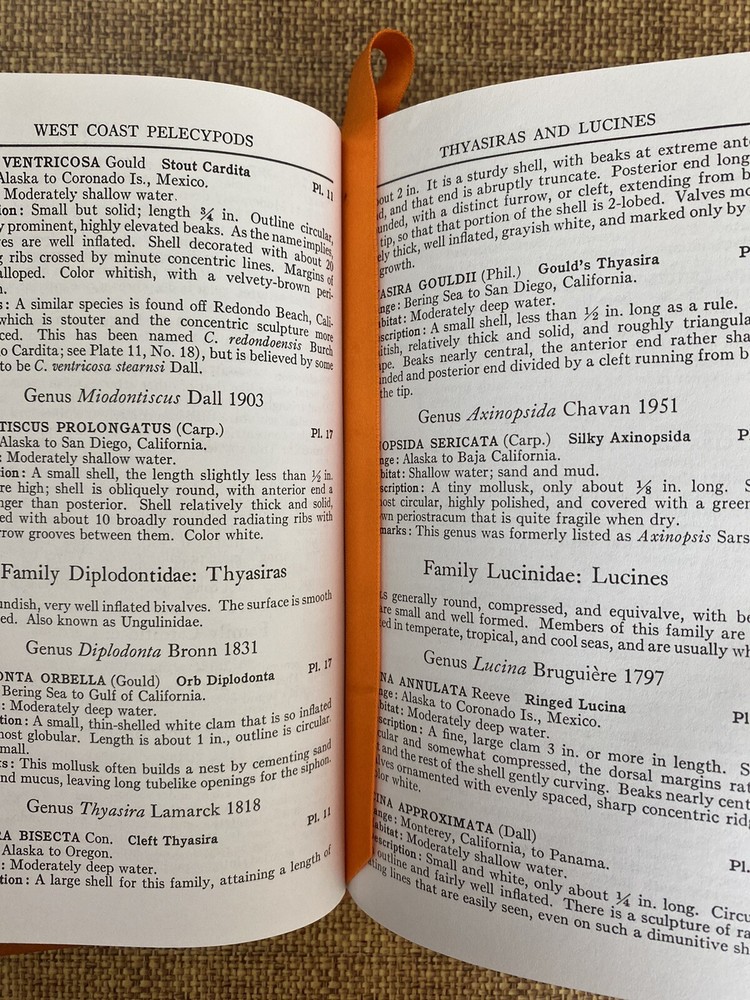 WEST COAST PELECYPODS
VENTRICOSA Gould Stout Cardita Pl. 11
Alaska to Coronado Is., Mexico.
Moderately shallow water.
ion: Small but solid; length ¾ in. Outline circular,
y prominent, highly elevated beaks. As the name implies,
es are well inflated. Shell decorated with about 20
g ribs crossed by minute concentric lines. Margins of
alloped. Color whitish, with a velvety-brown peri-
n.
s: A similar species is found off Redondo Beach, Cali-
which is stouter and the concentric sculpture more
ced. This has been named C. redondoensis Burch
o Cardita; see Plate 11, No. 18), but is believed by some
to be C. ventricosa stearnsi Dall.
Genus Miodontiscus Dall 1903
TISCUS PROLONGATUS (Carp.) Pl. 17
Alaska to San Diego, California.
: Moderately shallow water.
ion: A small shell, the length slightly less than ½ in.
re high; shell is obliquely round, with anterior end a
nger than posterior. Shell relatively thick and solid,
ed with about 10 broadly rounded radiating ribs with
rrow grooves between them. Color white.
Family Diplodontidae: Thyasiras
undish, very well inflated bivalves. The surface is smooth
ed. Also known as Ungulinidae.
Genus Diplodonta Bronn 1831
ONTA ORBELLA (Gould) Orb Diplodonta Pl. 17
Bering Sea to Gulf of California.
: Moderately deep water.
tion: A small, thin-shelled white clam that is so inflated
most globular. Length is about 1 in., outline is circular.
small.
s: This mollusk often builds a nest by cementing sand
nd mucus, leaving long tubelike openings for the siphon.
Genus Thyasira Lamarck 1818
RA BISECTA Con. Cleft Thyasira Pl. 11
Alaska to Oregon.
: Moderately deep water.
tion: A large shell for this family, attaining a length of
THYASIRAS AND LUCINES
out 2 in. It is a sturdy shell, with beaks at extreme ante
d, and that end is abruptly truncate. Posterior end long
unded, with a distinct furrow, or cleft, extending from b
tip, so that that portion of the shell is 2-lobed. Valves mo
ely thick, well inflated, grayish white, and marked only by
growth.
ASIRA GOULDII (Phil.) Gould's Thyasira P
nge: Bering Sea to San Diego, California.
bitat: Moderately deep water.
scription: A small shell, less than ½ in. long as a rule.
itish, relatively thick and solid, and roughly triangula
pe. Beaks nearly central, the anterior end rather sha
nded and posterior end divided by a cleft running from b
the tip.
Genus Axinopsida Chavan 1951
NOPSIDA SERICATA (Carp.) Silky Axinopsida P
nge: Alaska to Baja California.
bitat: Shallow water; sand and mud.
scription: A tiny mollusk, only about ⅛ in. long. S
ost circular, highly polished, and covered with a green
wn periostracum that is quite fragile when dry.
marks: This genus was formerly listed as Axinopsis Sars
Family Lucinidae: Lucines
LS generally round, compressed, and equivalve, with be
are small and well formed. Members of this family are
ed in temperate, tropical, and cool seas, and are usually wh
Genus Lucina Bruguière 1797
NA ANNULATA Reeve Ringed Lucina Pl
nge: Alaska to Coronado Is., Mexico.
bitat: Moderately deep water.
scription: A fine, large clam 3 in. or more in length. S
cular and somewhat compressed, the dorsal margins rat
t and the rest of the shell gently curving. Beaks nearly cent
lves ornamented with evenly spaced, sharp concentric rid
lor white.
INA APPROXIMATA (Dall) Pl.
ange: Monterey, California, to Panama.
abitat: Moderately shallow water.
escription: Small and white, only about ¼ in. long. Circu
outline and fairly well inflated. There is a sculpture of ra
ating lines that are easily seen, even on such a dimunitive sh